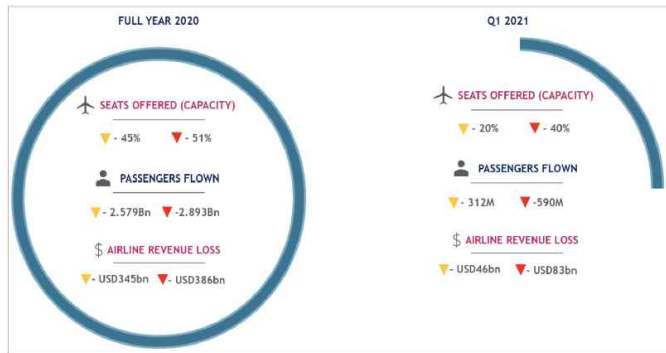 FULL YEAR 2020
SEATS OFFERED (CAPACITY)
- 45% - 51%
PASSENGERS FLOWN
- 2.579Bn -2.893Bn
$ AIRLINE REVENUE LOSS
- USD345bn - USD386bn
Q1 2021
SEATS OFFERED (CAPACITY)
- 20% - 40%
PASSENGERS FLOWN
- 312M -590M
$ AIRLINE REVENUE LOSS
- USD46bn - USD83bn